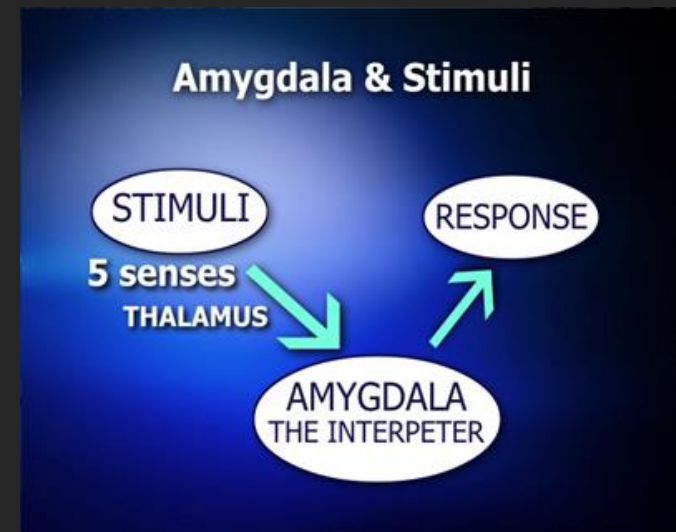 Amygdala & Stimuli
STIMULI
5 senses
THALAMUS
RESPONSE
AMYGDALA
THE INTERPETER